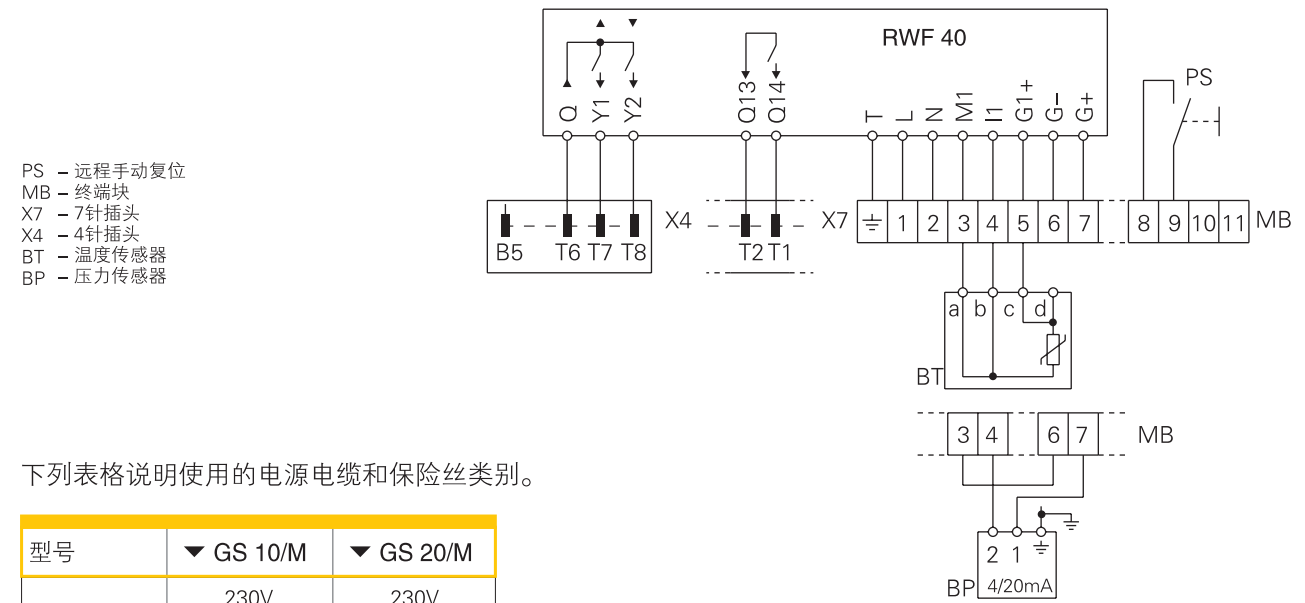 RWF 40
PS
Q Y1 Y2 Q13 Q14 T L N M1 I1 G1+ G- G+
PS – 远程手动复位
MB – 终端块
X7 – 7针插头
X4 – 4针插头
BT – 温度传感器
BP – 压力传感器
B5 T6 T7 T8 X4 T2 T1 X7 1 2 3 4 5 6 7 8 9 10 11 MB
a b c d
BT
3 4 6 7 MB
下列表格说明使用的电源电缆和保险丝类别。
2 1
BP 4/20mA
型号 ▼ GS 10/M ▼ GS 20/M
230V 230V